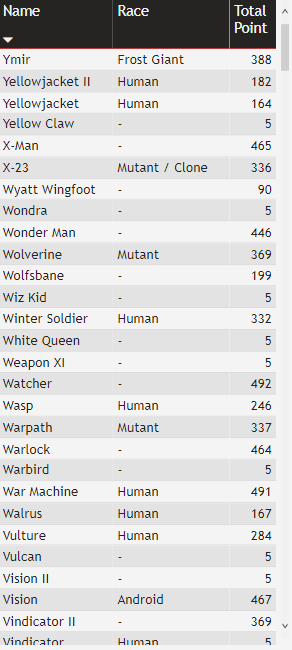 Name Race Total Point
Ymir Frost Giant 388
Yellowjacket II Human 182
Yellowjacket Human 164
Yellow Claw - 5
X-Man - 465
X-23 Mutant / Clone 336
Wyatt Wingfoot - 90
Wondra - 5
Wonder Man - 446
Wolverine Mutant 369
Wolfsbane - 199
Wiz Kid - 5
Winter Soldier Human 332
White Queen - 5
Weapon XI - 5
Watcher - 492
Wasp Human 246
Warpath Mutant 337
Warlock - 464
Warbird - 5
War Machine Human 491
Walrus Human 167
Vulture Human 284
Vulcan - 5
Vision II - 5
Vision Android 467
Vindicator II - 369
Vindicator Human 5